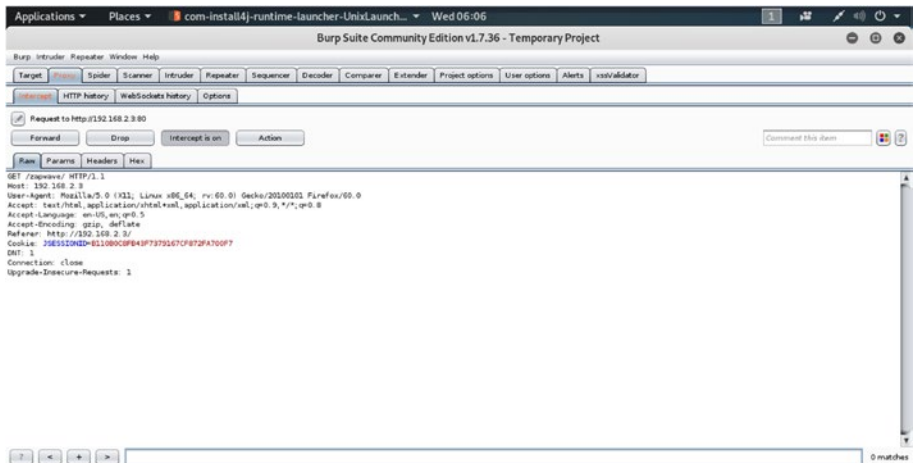 Applications Places com-install4j-runtime-launcher-UnixLaunch... Wed 06:06 1
Burp Suite Community Edition v1.7.36 - Temporary Project
Burp Intruder Repeater Window Help
Target Proxy Spider Scanner Intruder Repeater Sequencer Decoder Comparer Extender Project options User options Alerts xssValidator
Intercept HTTP history WebSockets history Options
Request to http://192.168.2.3:80
Forward Drop Intercept is on Action Comment this item ?
Raw Params Headers Hex
GET /zapwave/ HTTP/1.1
Host: 192.168.2.3
User-Agent: Mozilla/5.0 (X11; Linux x86_64; rv:60.0) Gecko/20100101 Firefox/60.0
Accept: text/html,application/xhtml+xml,application/xml;q=0.9,*/*;q=0.8
Accept-Language: en-US,en;q=0.5
Accept-Encoding: gzip, deflate
Referer: http://192.168.2.3/
Cookie:
DNT: 1
Connection: close
Upgrade-Insecure-Requests: 1
? < + > 0 matches